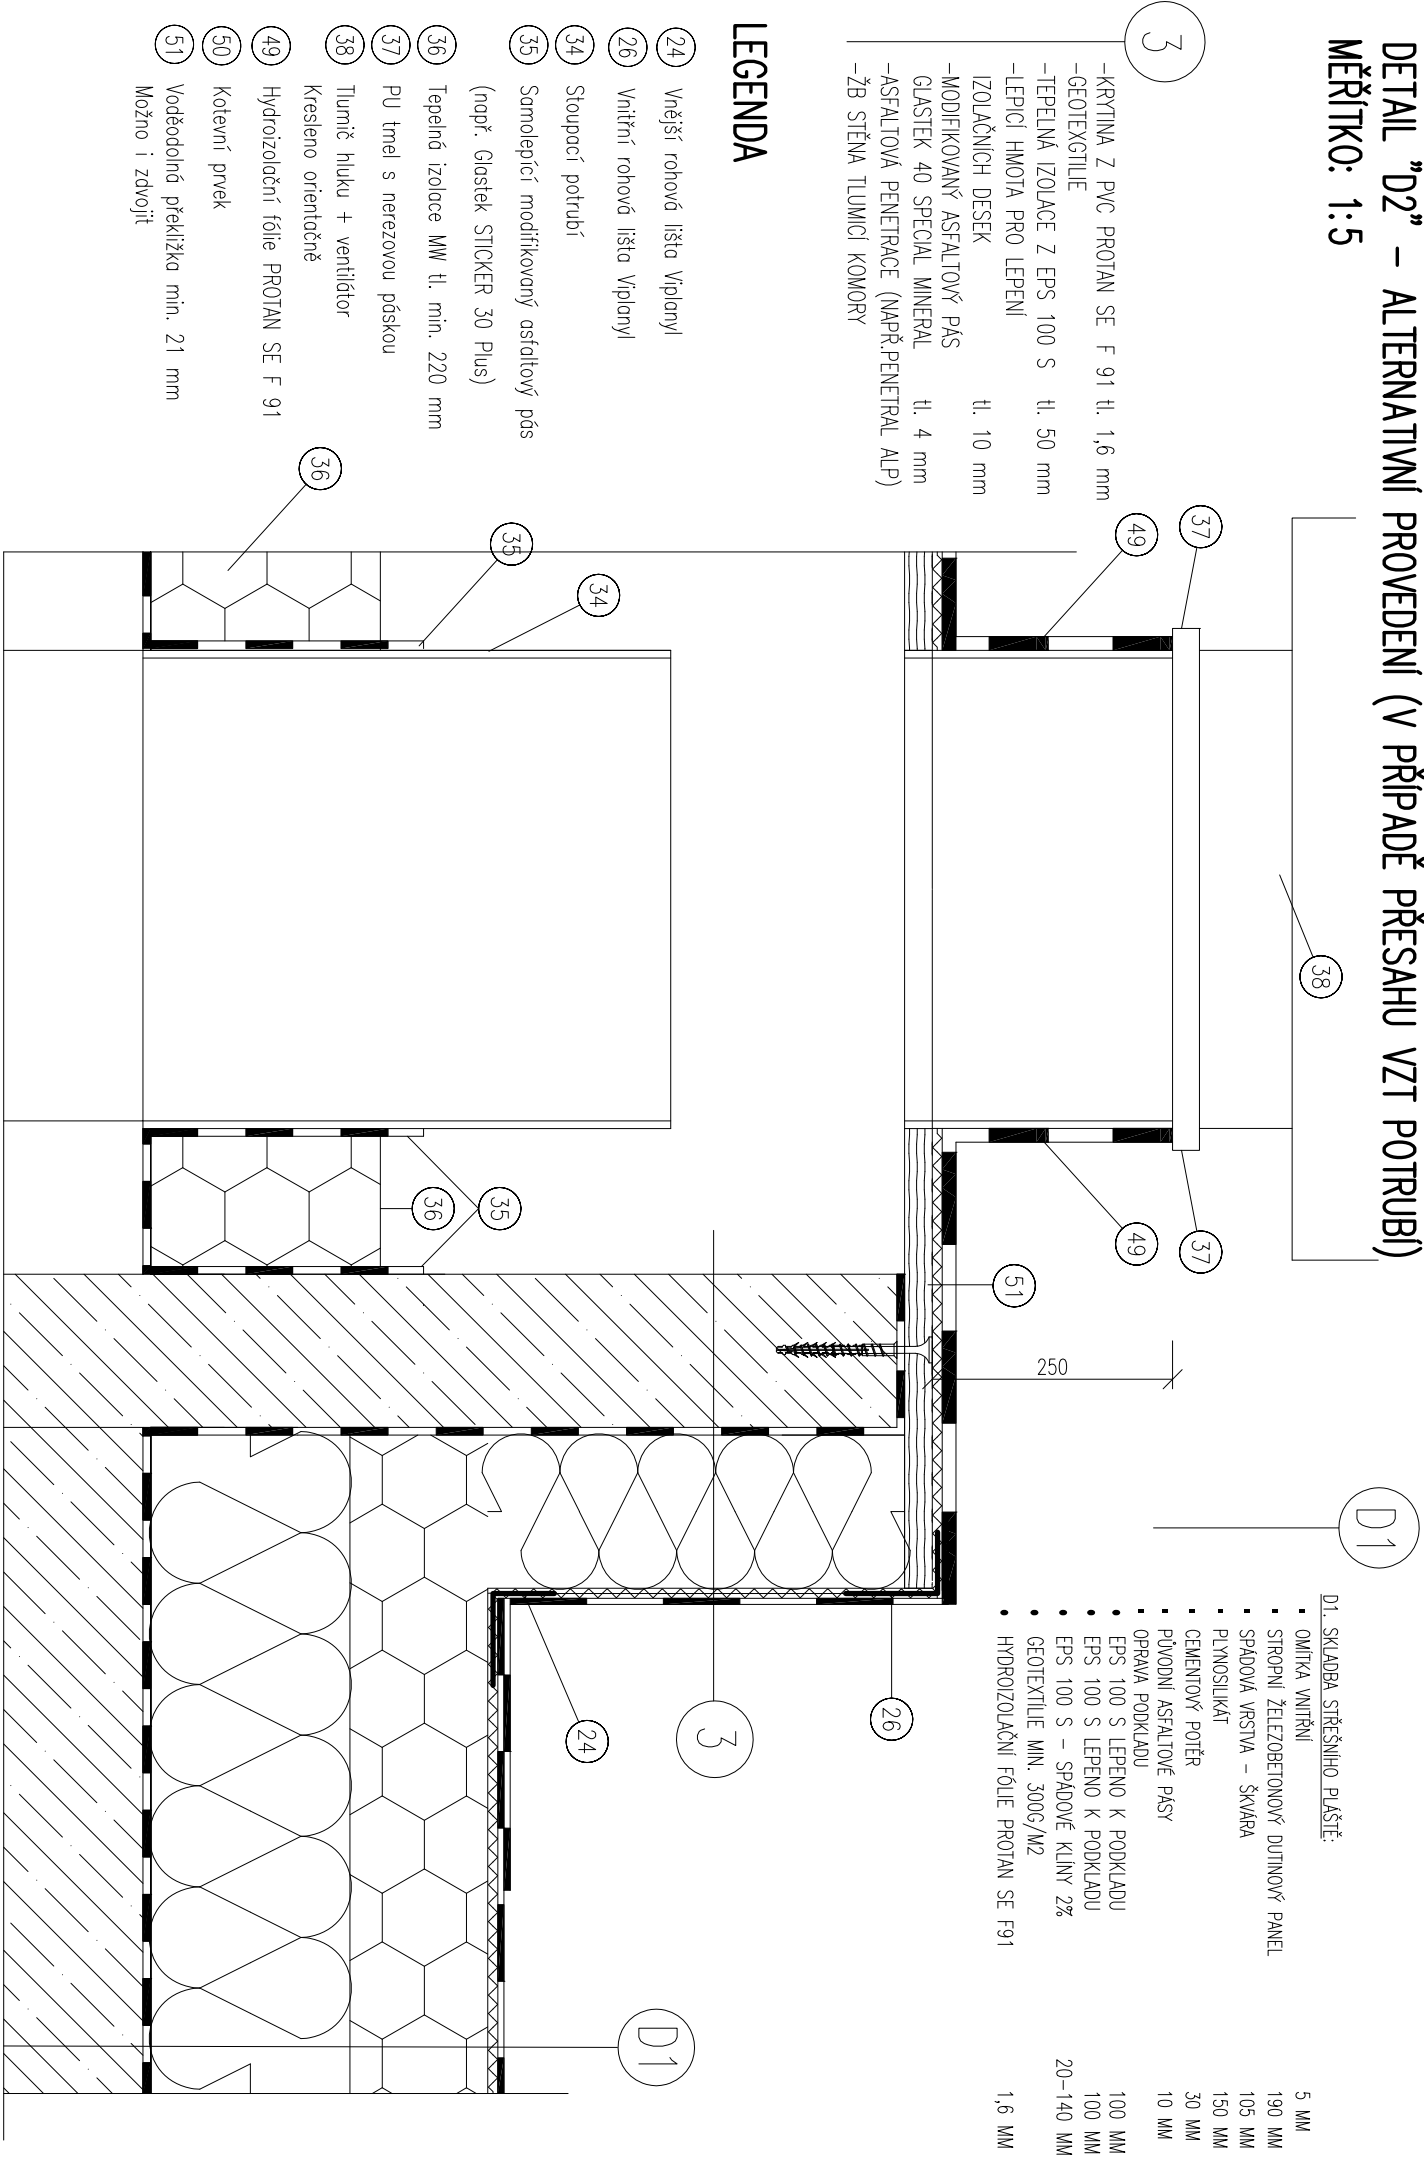 DETAIL "D2" - ALTERNATIVNÍ PROVEDENÍ (V PŘÍPADĚ PŘESAHU VZT POTRUBÍ)
MĚŘÍTKO: 1:5
3
-KRYTINA Z PVC PROTAN SE F 91 tl. 1,6 mm
-GEOTEXGTILIE
-TEPELNÁ IZOLACE Z EPS 100 S tl. 50 mm
-LEPICÍ HMOTA PRO LEPENÍ
IZOLAČNÍCH DESEK tl. 10 mm
-MODIFIKOVANÝ ASFALTOVÝ PÁS
GLASTEK 40 SPECIAL MINERAL tl. 4 mm
-ASFALTOVÁ PENETRACE (NAPŘ.PENETRAL ALP)
-ŽB STĚNA TLUMICÍ KOMORY
LEGENDA
24 Vnější rohová lišta Viplanyl
26 Vnitřní rohová lišta Viplanyl
34 Stoupací potrubí
35 Samolepící modifikovaný asfaltový pás
(např. Glastek STICKER 30 Plus)
36 Tepelná izolace MW tl. min. 220 mm
37 PU tmel s nerezovou páskou
38 Tlumič hluku + ventilátor
Kresleno orientačně
49 Hydroizolační fólie PROTAN SE F 91
50 Kotevní prvek
51 Voděodolná překližka min. 21 mm
Možno i zdvojit
38
37
37
49
49
51
250
34
35
35
36
36
3
26
24
D1
D1
D1. SKLADBA STŘEŠNÍHO PLÁŠTĚ:
▪ OMÍTKA VNITŘNÍ 5 MM
▪ STROPNÍ ŽELEZOBETONOVÝ DUTINOVÝ PANEL 190 MM
▪ SPÁDOVÁ VRSTVA - ŠKVÁRA 105 MM
▪ PLYNOSILIKÁT 150 MM
▪ CEMENTOVÝ POTĚR 30 MM
▪ PŮVODNÍ ASFALTOVÉ PÁSY 10 MM
▪ OPRAVA PODKLADU
• EPS 100 S LEPENO K PODKLADU 100 MM
• EPS 100 S LEPENO K PODKLADU 100 MM
• EPS 100 S - SPÁDOVÉ KLÍNY 2% 20-140 MM
• GEOTEXTÍLIE MIN. 300G/M2
• HYDROIZOLAČNÍ FÓLIE PROTAN SE F91 1,6 MM